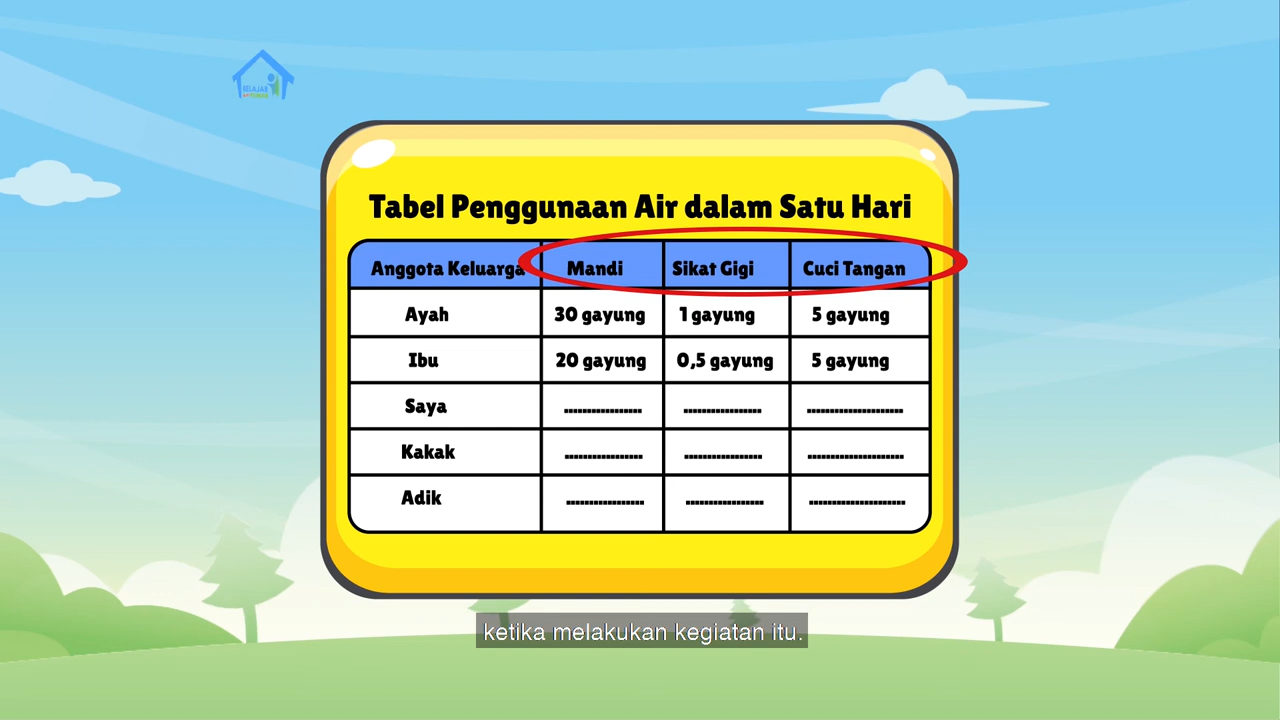 BELAJAR
Tabel Penggunaan Air dalam Satu Hari
Anggota Keluarga Mandi Sikat Gigi Cuci Tangan
Ayah 30 gayung 1 gayung 5 gayung
Ibu 20 gayung 0,5 gayung 5 gayung
Saya ................. ................. .....................
Kakak ................. ................. .....................
Adik ................. ................. .....................
ketika melakukan kegiatan itu.